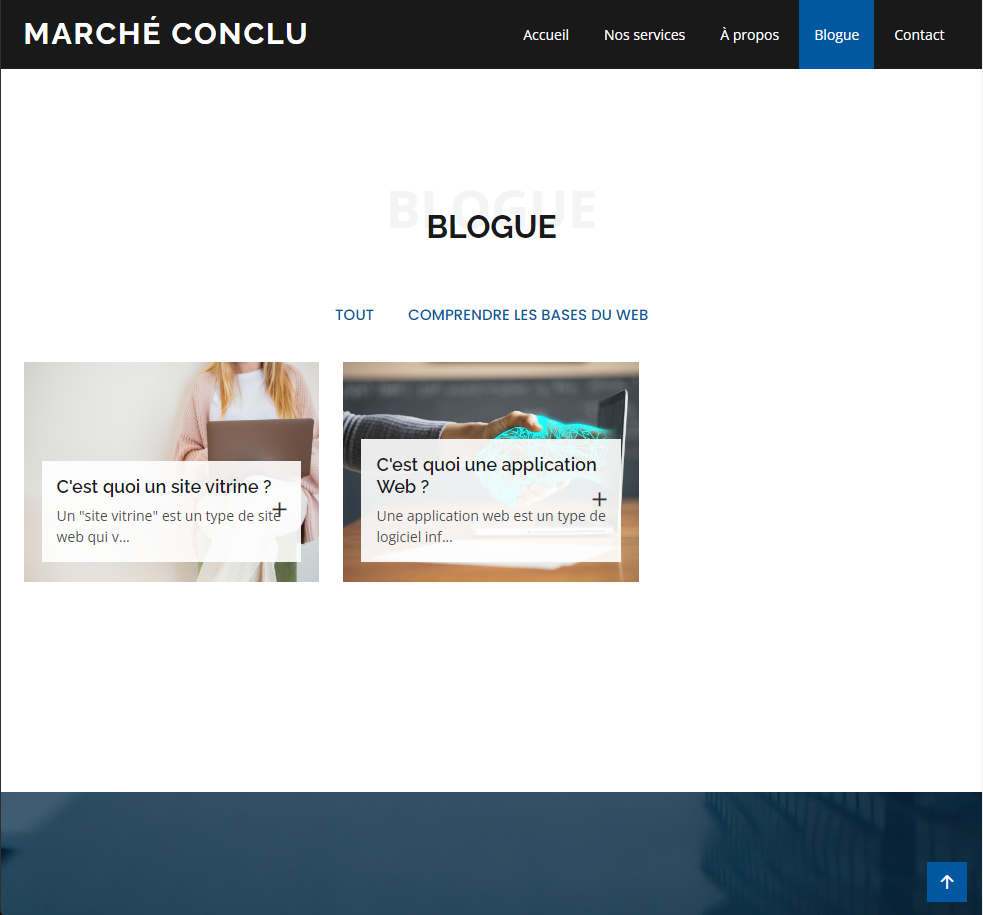 MARCHÉ CONCLU
Accueil Nos services À propos Blogue Contact
BLOGUE
BLOGUE
TOUT COMPRENDRE LES BASES DU WEB
C'est quoi un site vitrine ?
Un "site vitrine" est un type de site
web qui v...
C'est quoi une application
Web ?
Une application web est un type de
logiciel inf...